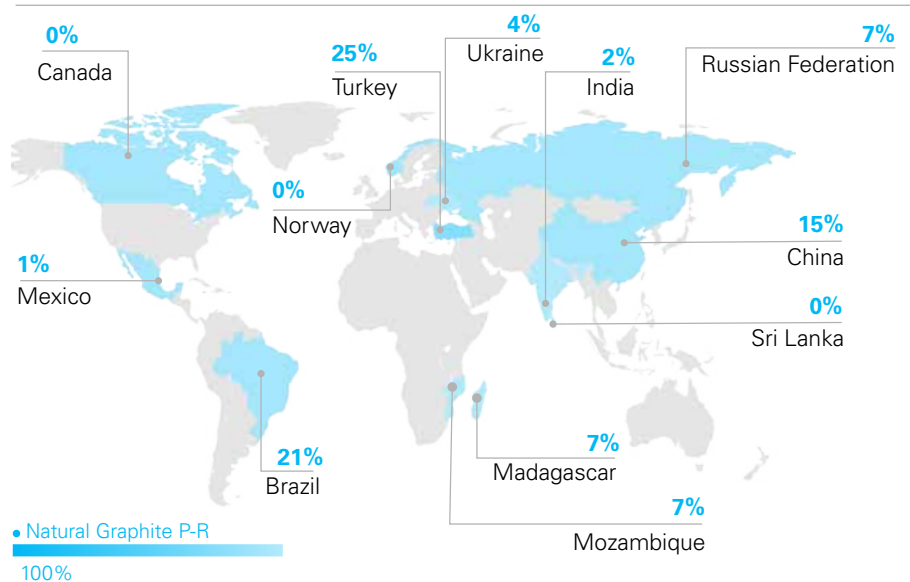 0%
Canada
25%
Turkey
4%
Ukraine
2%
India
7%
Russian Federation
0%
Norway
15%
China
1%
Mexico
0%
Sri Lanka
21%
Brazil
7%
Madagascar
7%
Mozambique
Natural Graphite P-R
100%